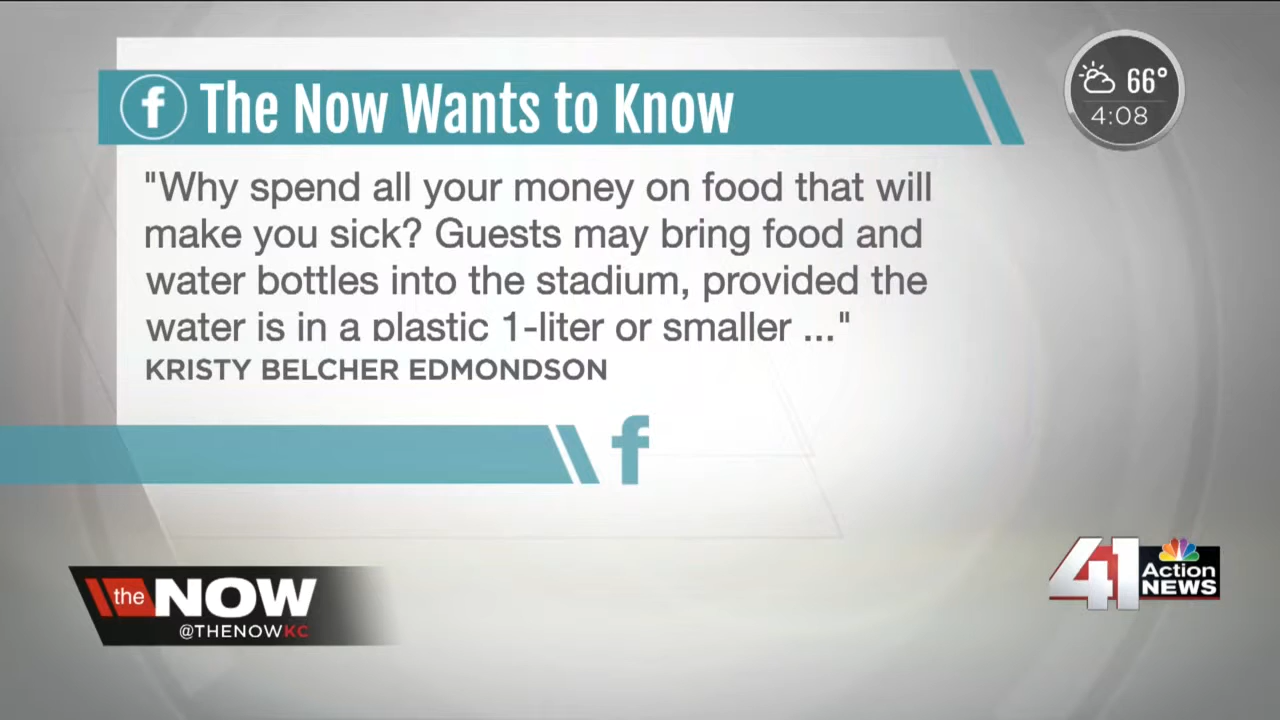 The Now Wants to Know
66°
4:08
"Why spend all your money on food that will
make you sick? Guests may bring food and
water bottles into the stadium, provided the
water is in a plastic 1-liter or smaller ..."
KRISTY BELCHER EDMONDSON
the NOW
@THENOWKC
41 Action
NEWS